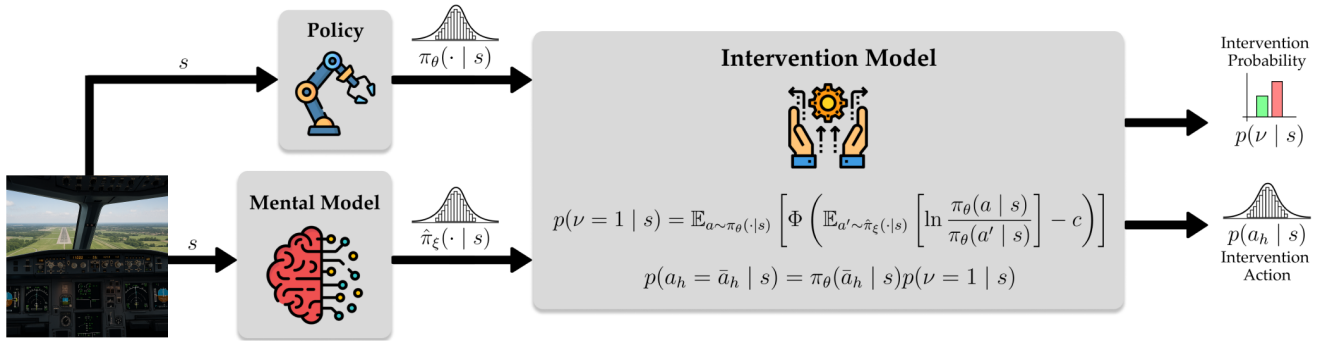 s
Policy
π_θ(· | s)
s
Mental Model
π̂_ξ(· | s)
Intervention Model
p(ν = 1 | s) = 𝔼_{a∼π_θ(·|s)} [Φ (𝔼_{a′∼π̂_ξ(·|s)} [ln π_θ(a | s) / π_θ(a′ | s)] − c)]
p(a_h = ā_h | s) = π_θ(ā_h | s)p(ν = 1 | s)
Intervention
Probability
p(ν | s)
p(a_h | s)
Intervention
Action